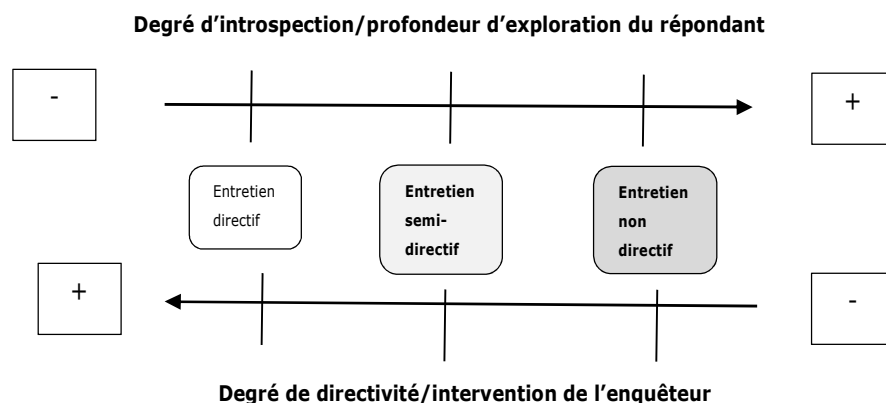 Degré d’introspection/profondeur d’exploration du répondant
-
+
Entretien
directif
Entretien
semi-
directif
Entretien
non
directif
+
-
Degré de directivité/intervention de l’enquêteur